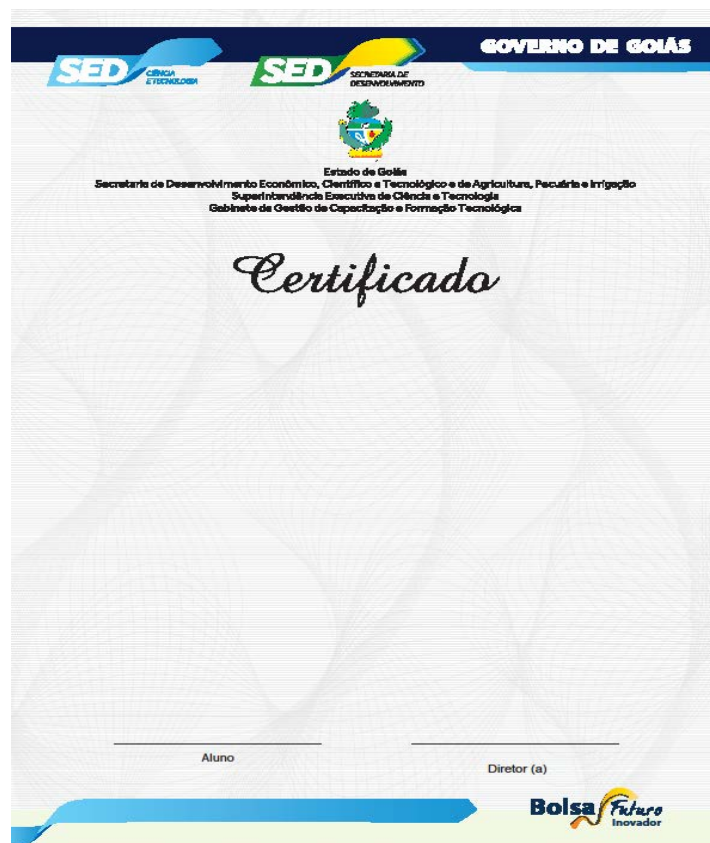 GOVERNO DE GOIÁS
SED CIÊNCIA
E TECNOLOGIA
SED SECRETARIA DE
DESENVOLVIMENTO
Estado de Goiás
Secretaria de Desenvolvimento Econômico, Científico e Tecnológico e de Agricultura, Pecuária e Irrigação
Superintendência Executiva de Ciência e Tecnologia
Gabinete de Gestão de Capacitação e Formação Tecnológica
Certificado
Aluno
Diretor (a)
Bolsa Futuro
Inovador